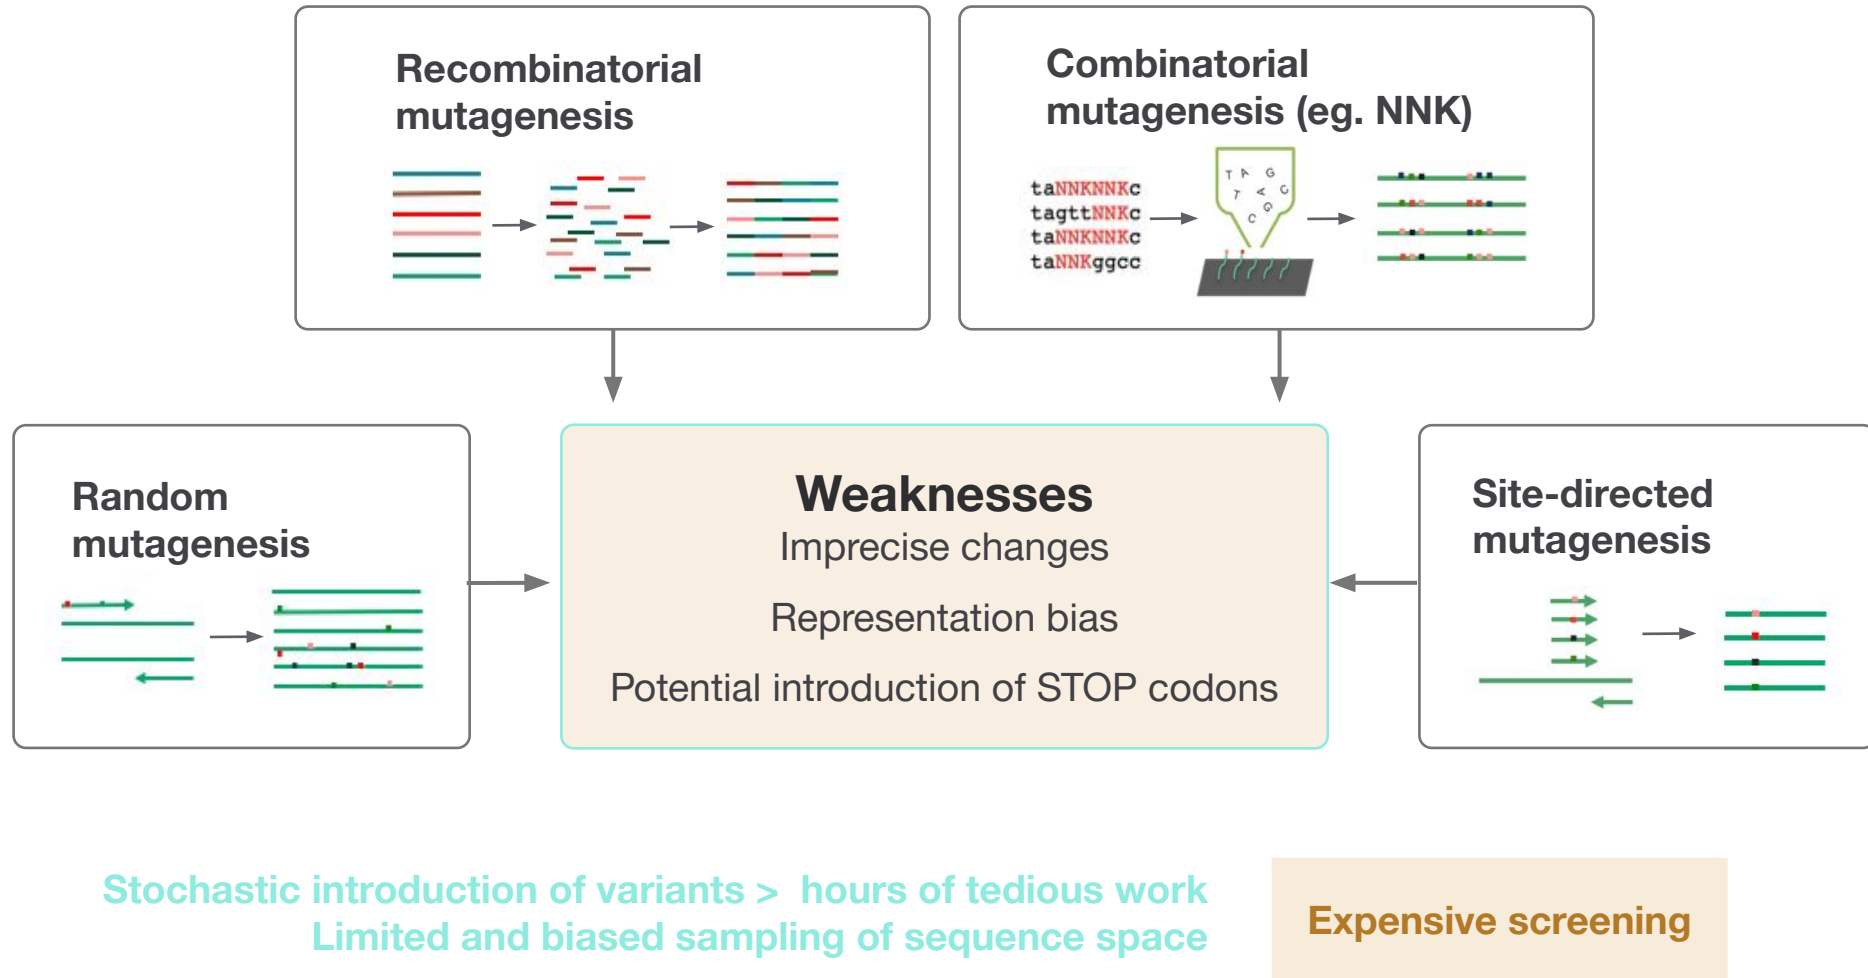 Recombinatorial
mutagenesis
Combinatorial
mutagenesis (eg. NNK)
taNNKNNKc
tagttNNKc
taNNKNNKc
taNNKggcc
T A G
T A C
C G
Random
mutagenesis
Weaknesses
Imprecise changes
Representation bias
Potential introduction of STOP codons
Site-directed
mutagenesis
Stochastic introduction of variants > hours of tedious work
Limited and biased sampling of sequence space
Expensive screening